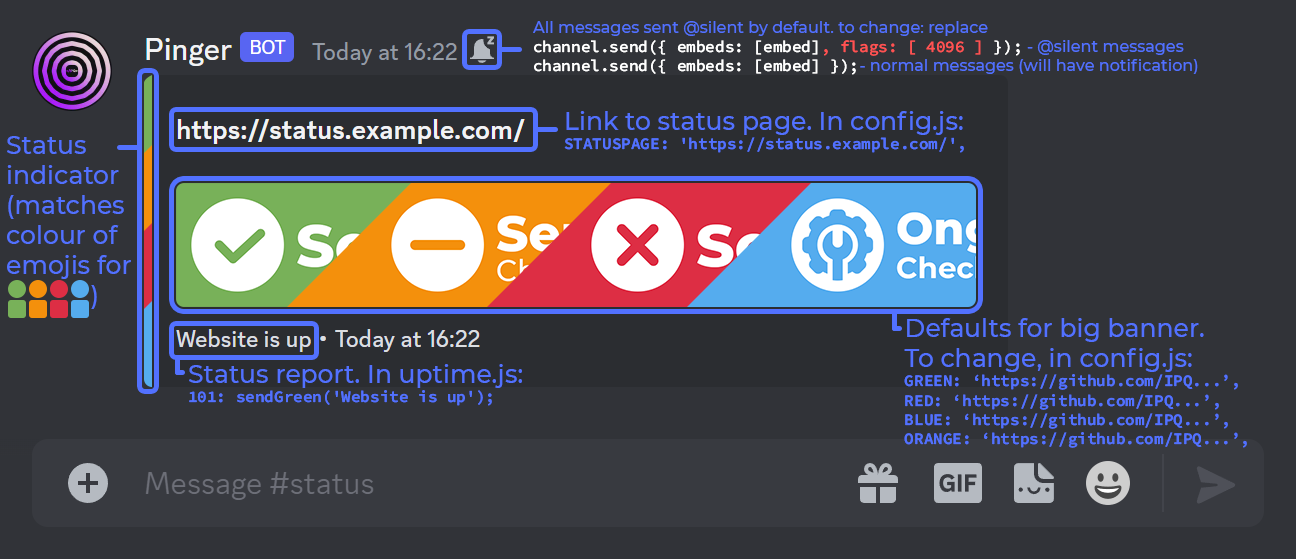 All messages sent @silent by default. to change: replace
channel.send({ embeds: [embed], flags: [ 4096 ] }); - @silent messages
channel.send({ embeds: [embed] });- normal messages (will have notification)
Pinger BOT Today at 16:22
https://status.example.com/
Link to status page. In config.js:
STATUSPAGE: 'https://status.example.com/',
Status
indicator
(matches
colour of
emojis for
)
Se
Ch
Ong
Chec
Website is up • Today at 16:22
Status report. In uptime.js:
101: sendGreen('Website is up');
Defaults for big banner.
To change, in config.js:
GREEN: ‘https://github.com/IPQ...’,
RED: ‘https://github.com/IPQ...’,
BLUE: ‘https://github.com/IPQ...’,
ORANGE: ‘https://github.com/IPQ...’,
Message #status
GIF